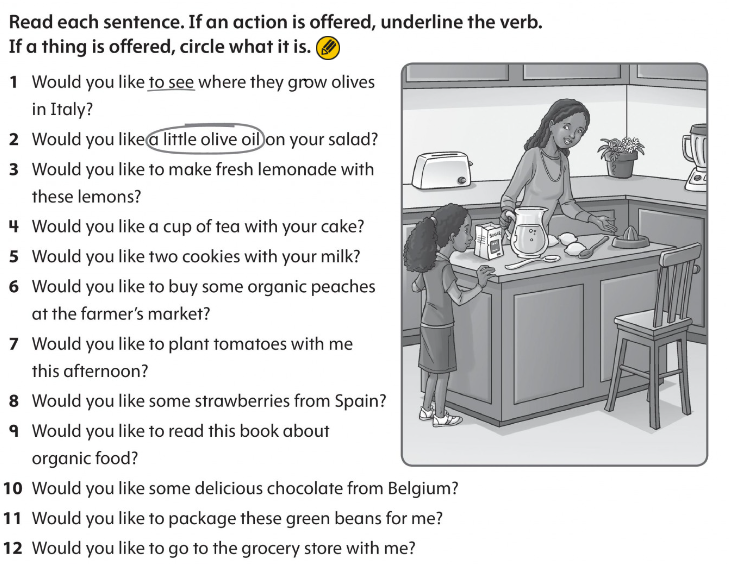 Read each sentence. If an action is offered, underline the verb.
If a thing is offered, circle what it is.
1 Would you like to see where they grow olives
in Italy?
2 Would you like a little olive oil on your salad?
3 Would you like to make fresh lemonade with
these lemons?
4 Would you like a cup of tea with your cake?
5 Would you like two cookies with your milk?
6 Would you like to buy some organic peaches
at the farmer's market?
7 Would you like to plant tomatoes with me
this afternoon?
8 Would you like some strawberries from Spain?
9 Would you like to read this book about
organic food?
10 Would you like some delicious chocolate from Belgium?
11 Would you like to package these green beans for me?
12 Would you like to go to the grocery store with me?
SUGAR